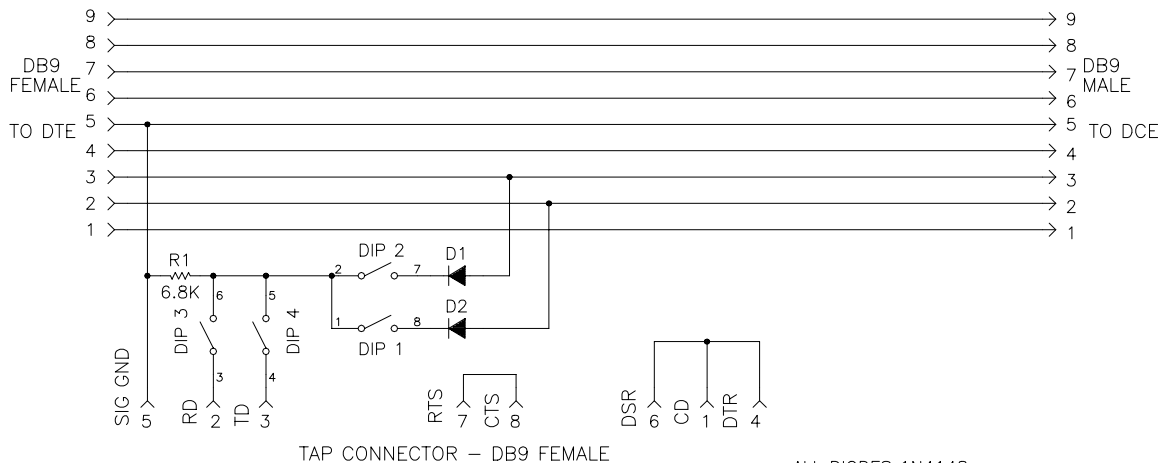 9
8
DB9
FEMALE
7
6
TO DTE
5
4
3
2
1
9
8
7
DB9
MALE
6
5
TO DCE
4
3
2
1
R1
6.8K
DIP 2
2
7
D1
1
8
DIP 1
D2
6
DIP 3
3
5
DIP 4
4
SIG GND
5
RD
2
TD
3
RTS
7
CTS
8
DSR
6
CD
1
DTR
4
TAP CONNECTOR – DB9 FEMALE